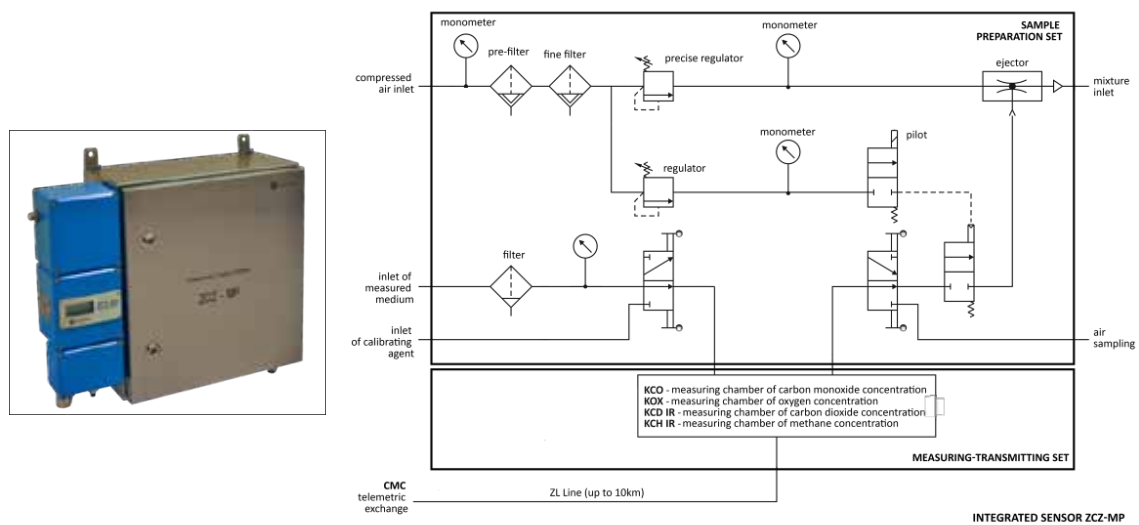 monometer
monometer
SAMPLE
PREPARATION SET
pre-filter
fine filter
precise regulator
ejector
compressed
air inlet
mixture
inlet
monometer
pilot
regulator
filter
inlet of
measured
medium
inlet
of calibrating
agent
air
sampling
KCO - measuring chamber of carbon monoxide concentration
KOX - measuring chamber of oxygen concentration
KCD IR - measuring chamber of carbon dioxide concentration
KCH IR - measuring chamber of methane concentration
MEASURING-TRANSMITTING SET
CMC
telemetric
exchange
ZL Line (up to 10km)
INTEGRATED SENSOR ZCZ-MP